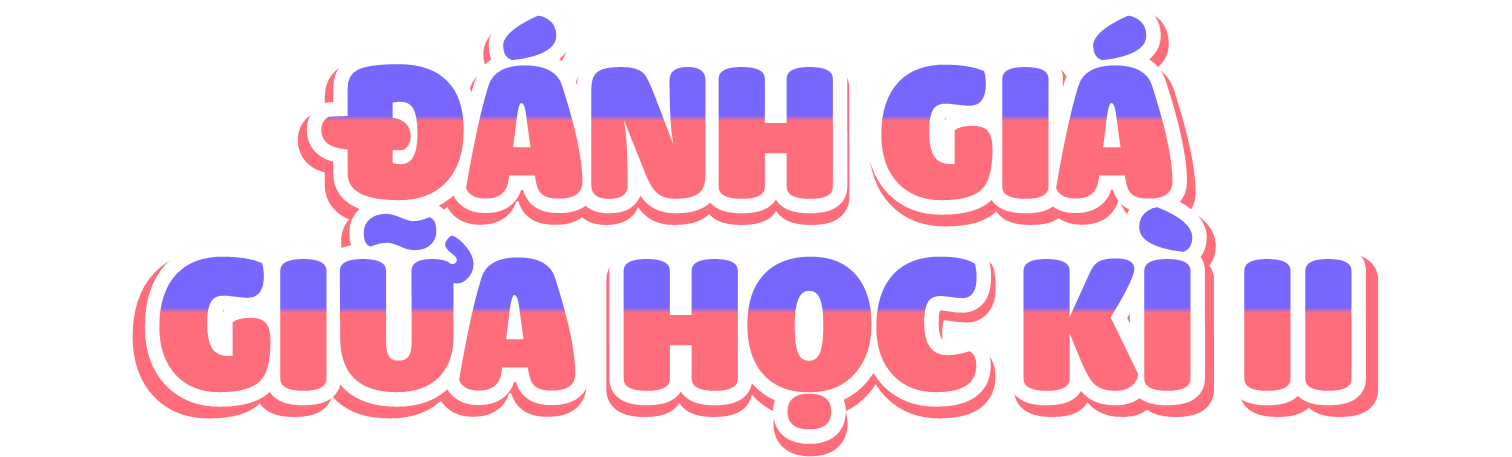 ĐÁNH GIÁ
GIỮA HỌC KÌ II